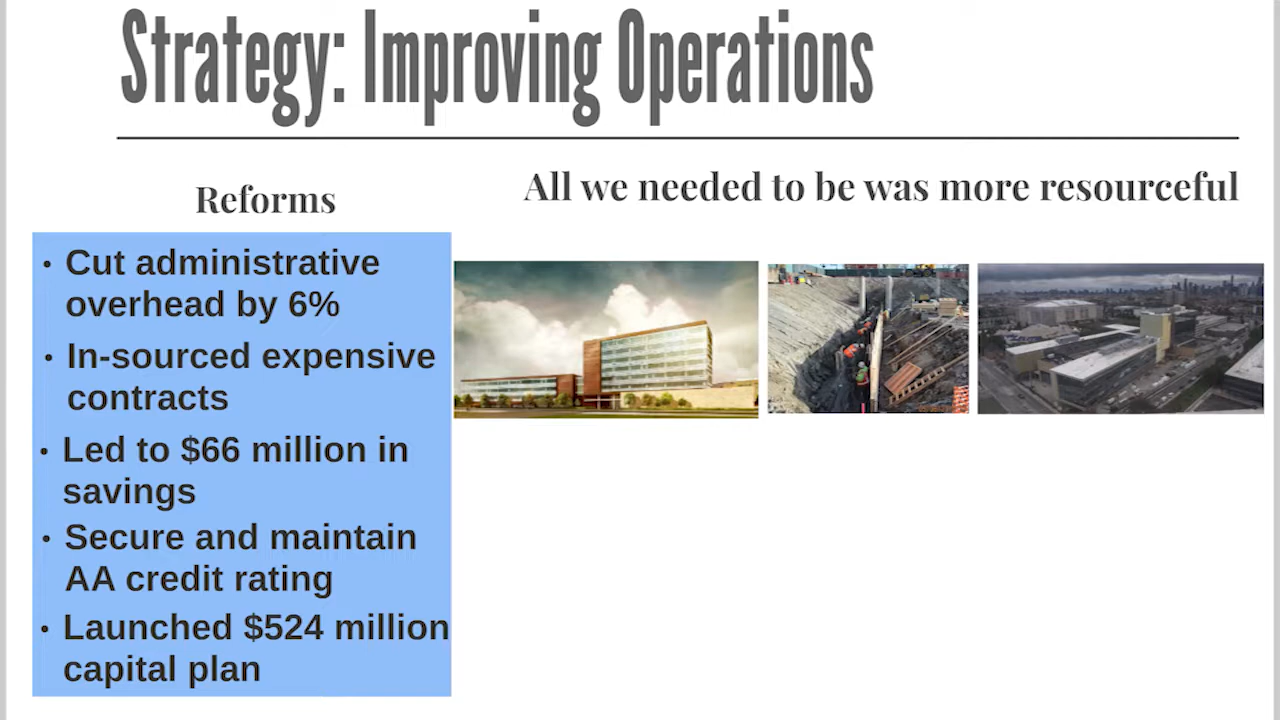 Strategy: Improving Operations
Reforms
All we needed to be was more resourceful
• Cut administrative
overhead by 6%
• In-sourced expensive
contracts
• Led to $66 million in
savings
• Secure and maintain
AA credit rating
• Launched $524 million
capital plan